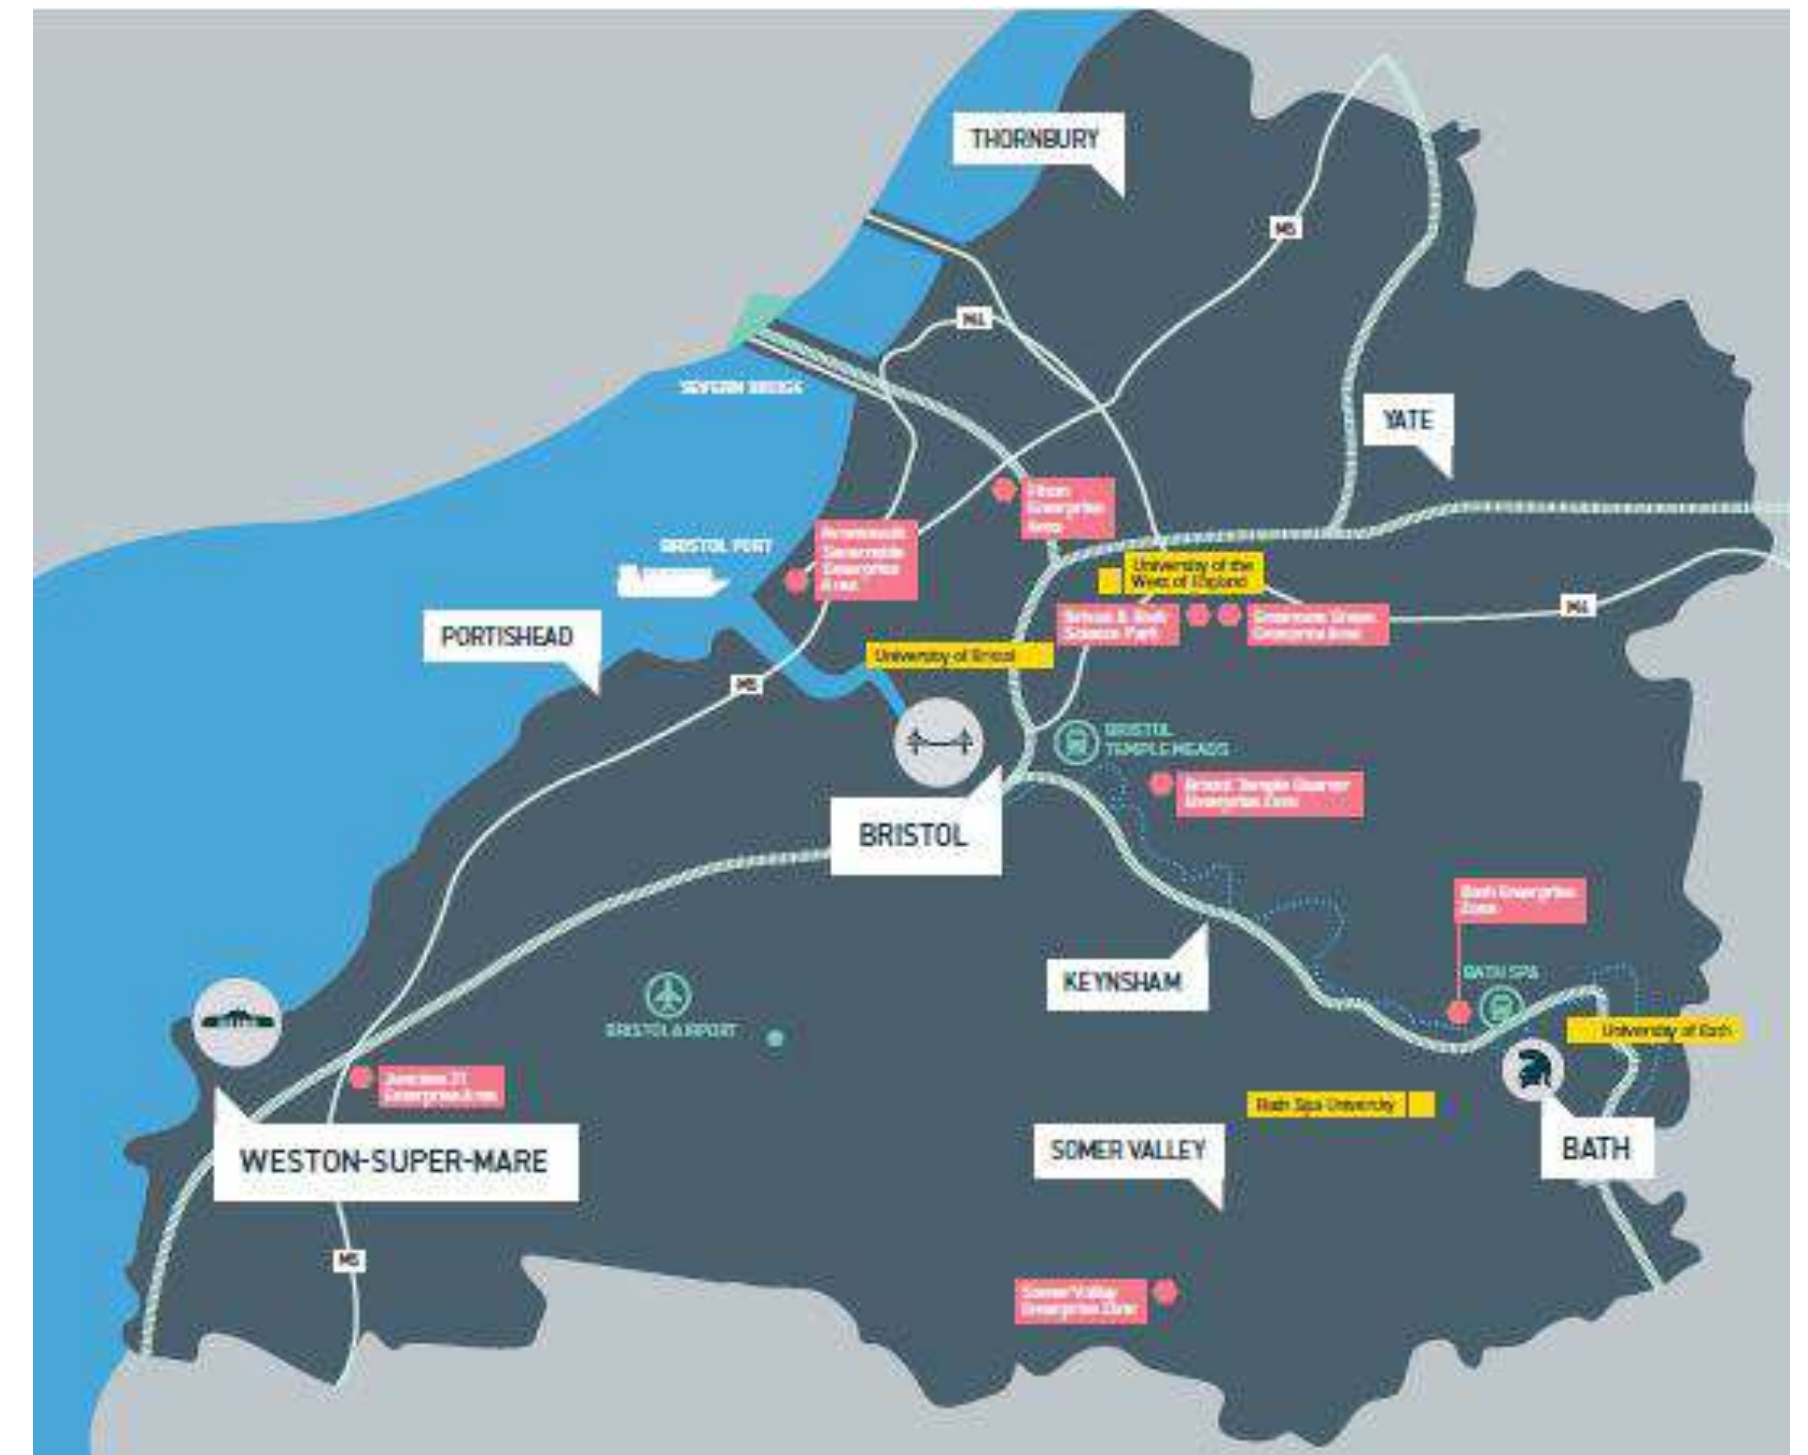 THORNBURY
M5
M4
SEVERN BRIDGE
YATE
Filton
Enterprise
Area
BRISTOL PORT
Avonmouth
Severnside
Enterprise
Area
University of the
West of England
M4
PORTISHEAD
Bristol & Bath
Science Park
Emersons Green
Enterprise Area
University of Bristol
M5
BRISTOL
TEMPLE MEADS
Bristol Temple Quarter
Enterprise Zone
BRISTOL
Bath Enterprise
Zone
KEYNSHAM
BATH SPA
BRISTOL AIRPORT
University of Bath
Junction 21
Enterprise Area
Bath Spa University
WESTON-SUPER-MARE
SOMER VALLEY
BATH
M5
Somer Valley
Enterprise Zone